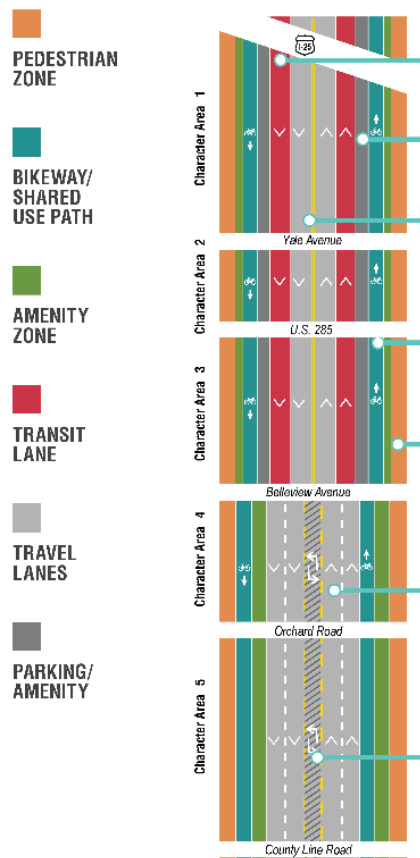 PEDESTRIAN
ZONE
BIKEWAY/
SHARED
USE PATH
AMENITY
ZONE
TRANSIT
LANE
TRAVEL
LANES
PARKING/
AMENITY
I-25
Character Area 1
Yale Avenue
Character Area 2
U.S. 285
Character Area 3
Belleview Avenue
Character Area 4
Orchard Road
Character Area 5
County Line Road